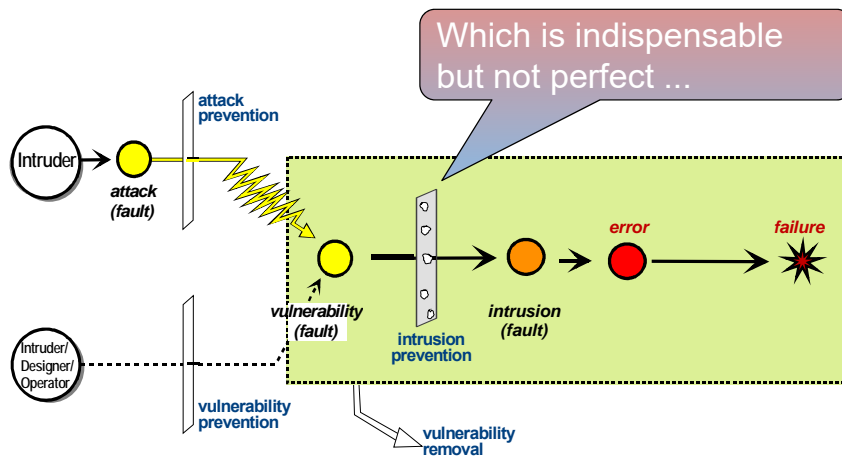 Which is indispensable
but not perfect ...
attack
prevention
Intruder
attack
(fault)
error
failure
vulnerability
(fault)
intrusion
(fault)
intrusion
prevention
Intruder/
Designer/
Operator
vulnerability
prevention
vulnerability
removal